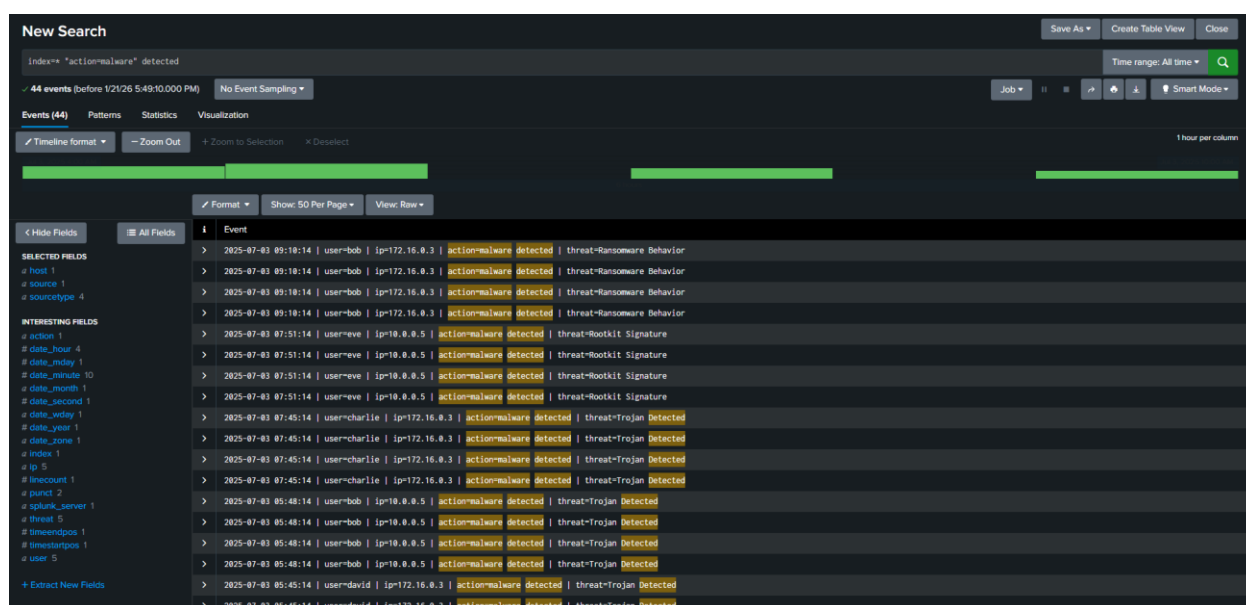 New Search
Save As ▾ Create Table View Close
index=* "action=malware" detected
Time range: All time ▾
✓ 44 events (before 1/21/26 5:49:10.000 PM) No Event Sampling ▾
Job ▾ Smart Mode ▾
Events (44) Patterns Statistics Visualization
Timeline format ▾ — Zoom Out + Zoom to Selection × Deselect
1 hour per column
Format ▾ Show: 50 Per Page ▾ View: Raw ▾
< Hide Fields All Fields
SELECTED FIELDS
a host 1
a source 1
a sourcetype 4
INTERESTING FIELDS
a action 1
# date_hour 4
# date_mday 1
# date_minute 10
a date_month 1
# date_second 1
a date_wday 1
# date_year 1
a date_zone 1
a index 1
a ip 5
# linecount 1
a punct 2
a splunk_server 1
a threat 5
# timeendpos 1
# timestartpos 1
a user 5
+ Extract New Fields
i Event
> 2025-07-03 09:10:14 | user=bob | ip=172.16.0.3 | action=malware detected | threat=Ransomware Behavior
> 2025-07-03 09:10:14 | user=bob | ip=172.16.0.3 | action=malware detected | threat=Ransomware Behavior
> 2025-07-03 09:10:14 | user=bob | ip=172.16.0.3 | action=malware detected | threat=Ransomware Behavior
> 2025-07-03 09:10:14 | user=bob | ip=172.16.0.3 | action=malware detected | threat=Ransomware Behavior
> 2025-07-03 07:51:14 | user=eve | ip=10.0.0.5 | action=malware detected | threat=Rootkit Signature
> 2025-07-03 07:51:14 | user=eve | ip=10.0.0.5 | action=malware detected | threat=Rootkit Signature
> 2025-07-03 07:51:14 | user=eve | ip=10.0.0.5 | action=malware detected | threat=Rootkit Signature
> 2025-07-03 07:51:14 | user=eve | ip=10.0.0.5 | action=malware detected | threat=Rootkit Signature
> 2025-07-03 07:45:14 | user=charlie | ip=172.16.0.3 | action=malware detected | threat=Trojan Detected
> 2025-07-03 07:45:14 | user=charlie | ip=172.16.0.3 | action=malware detected | threat=Trojan Detected
> 2025-07-03 07:45:14 | user=charlie | ip=172.16.0.3 | action=malware detected | threat=Trojan Detected
> 2025-07-03 07:45:14 | user=charlie | ip=172.16.0.3 | action=malware detected | threat=Trojan Detected
> 2025-07-03 05:48:14 | user=bob | ip=10.0.0.5 | action=malware detected | threat=Trojan Detected
> 2025-07-03 05:48:14 | user=bob | ip=10.0.0.5 | action=malware detected | threat=Trojan Detected
> 2025-07-03 05:48:14 | user=bob | ip=10.0.0.5 | action=malware detected | threat=Trojan Detected
> 2025-07-03 05:48:14 | user=bob | ip=10.0.0.5 | action=malware detected | threat=Trojan Detected
> 2025-07-03 05:45:14 | user=david | ip=172.16.0.3 | action=malware detected | threat=Trojan Detected